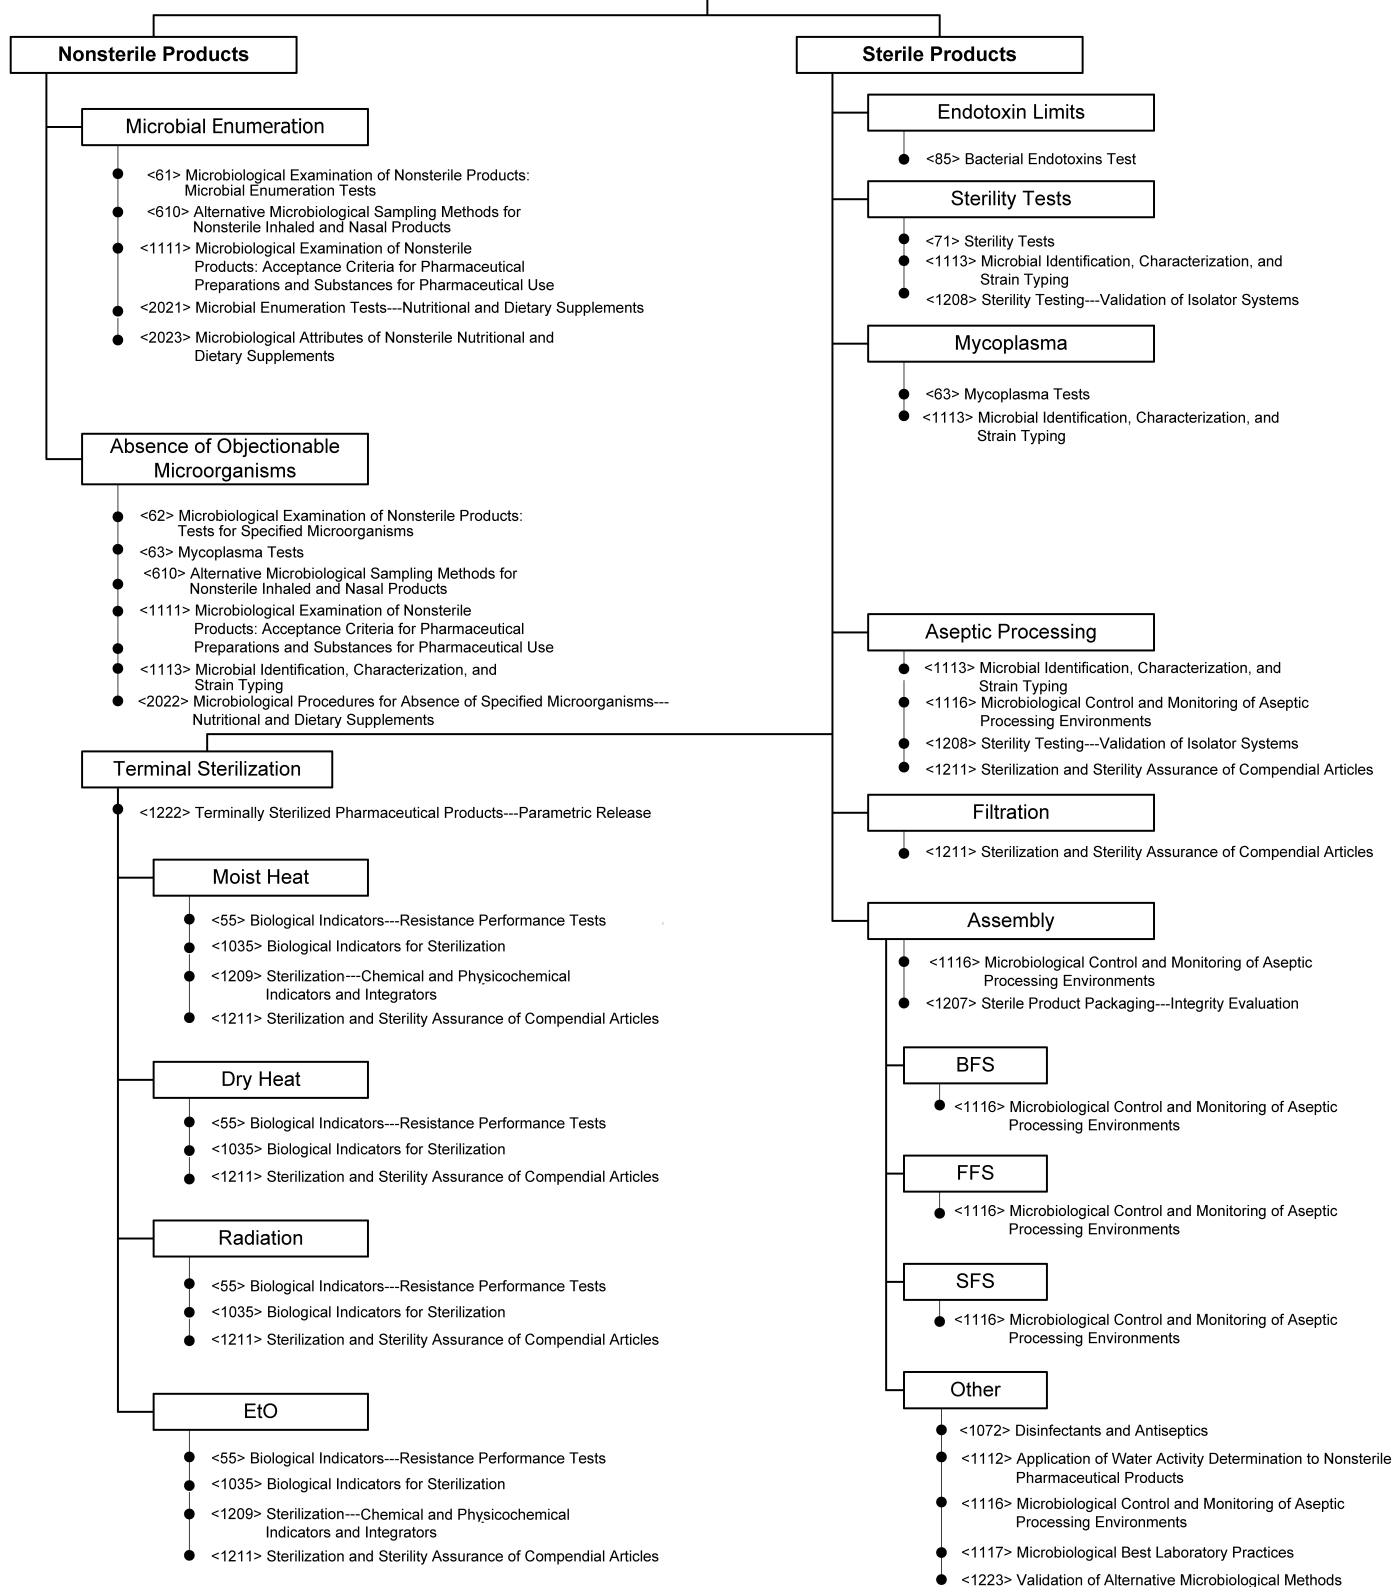 Nonsterile Products
Microbial Enumeration
<61> Microbiological Examination of Nonsterile Products:
Microbial Enumeration Tests
<610> Alternative Microbiological Sampling Methods for
Nonsterile Inhaled and Nasal Products
<1111> Microbiological Examination of Nonsterile
Products: Acceptance Criteria for Pharmaceutical
Preparations and Substances for Pharmaceutical Use
<2021> Microbial Enumeration Tests---Nutritional and Dietary Supplements
<2023> Microbiological Attributes of Nonsterile Nutritional and
Dietary Supplements
Absence of Objectionable
Microorganisms
<62> Microbiological Examination of Nonsterile Products:
Tests for Specified Microorganisms
<63> Mycoplasma Tests
<610> Alternative Microbiological Sampling Methods for
Nonsterile Inhaled and Nasal Products
<1111> Microbiological Examination of Nonsterile
Products: Acceptance Criteria for Pharmaceutical
Preparations and Substances for Pharmaceutical Use
<1113> Microbial Identification, Characterization, and
Strain Typing
<2022> Microbiological Procedures for Absence of Specified Microorganisms---
Nutritional and Dietary Supplements
Sterile Products
Endotoxin Limits
<85> Bacterial Endotoxins Test
Sterility Tests
<71> Sterility Tests
<1113> Microbial Identification, Characterization, and
Strain Typing
<1208> Sterility Testing---Validation of Isolator Systems
Mycoplasma
<63> Mycoplasma Tests
<1113> Microbial Identification, Characterization, and
Strain Typing
Aseptic Processing
<1113> Microbial Identification, Characterization, and
Strain Typing
<1116> Microbiological Control and Monitoring of Aseptic
Processing Environments
<1208> Sterility Testing---Validation of Isolator Systems
<1211> Sterilization and Sterility Assurance of Compendial Articles
Filtration
<1211> Sterilization and Sterility Assurance of Compendial Articles
Assembly
<1116> Microbiological Control and Monitoring of Aseptic
Processing Environments
<1207> Sterile Product Packaging---Integrity Evaluation
BFS
<1116> Microbiological Control and Monitoring of Aseptic
Processing Environments
FFS
<1116> Microbiological Control and Monitoring of Aseptic
Processing Environments
SFS
<1116> Microbiological Control and Monitoring of Aseptic
Processing Environments
Other
<1072> Disinfectants and Antiseptics
<1112> Application of Water Activity Determination to Nonsterile
Pharmaceutical Products
<1116> Microbiological Control and Monitoring of Aseptic
Processing Environments
<1117> Microbiological Best Laboratory Practices
<1223> Validation of Alternative Microbiological Methods
Terminal Sterilization
<1222> Terminally Sterilized Pharmaceutical Products---Parametric Release
Moist Heat
<55> Biological Indicators---Resistance Performance Tests
<1035> Biological Indicators for Sterilization
<1209> Sterilization---Chemical and Physicochemical
Indicators and Integrators
<1211> Sterilization and Sterility Assurance of Compendial Articles
Dry Heat
<55> Biological Indicators---Resistance Performance Tests
<1035> Biological Indicators for Sterilization
<1211> Sterilization and Sterility Assurance of Compendial Articles
Radiation
<55> Biological Indicators---Resistance Performance Tests
<1035> Biological Indicators for Sterilization
<1211> Sterilization and Sterility Assurance of Compendial Articles
EtO
<55> Biological Indicators---Resistance Performance Tests
<1035> Biological Indicators for Sterilization
<1209> Sterilization---Chemical and Physicochemical
Indicators and Integrators
<1211> Sterilization and Sterility Assurance of Compendial Articles